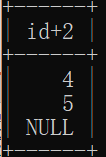 +------+
| id+2 |
+------+
|    4 |
|    5 |
| NULL |
+------+